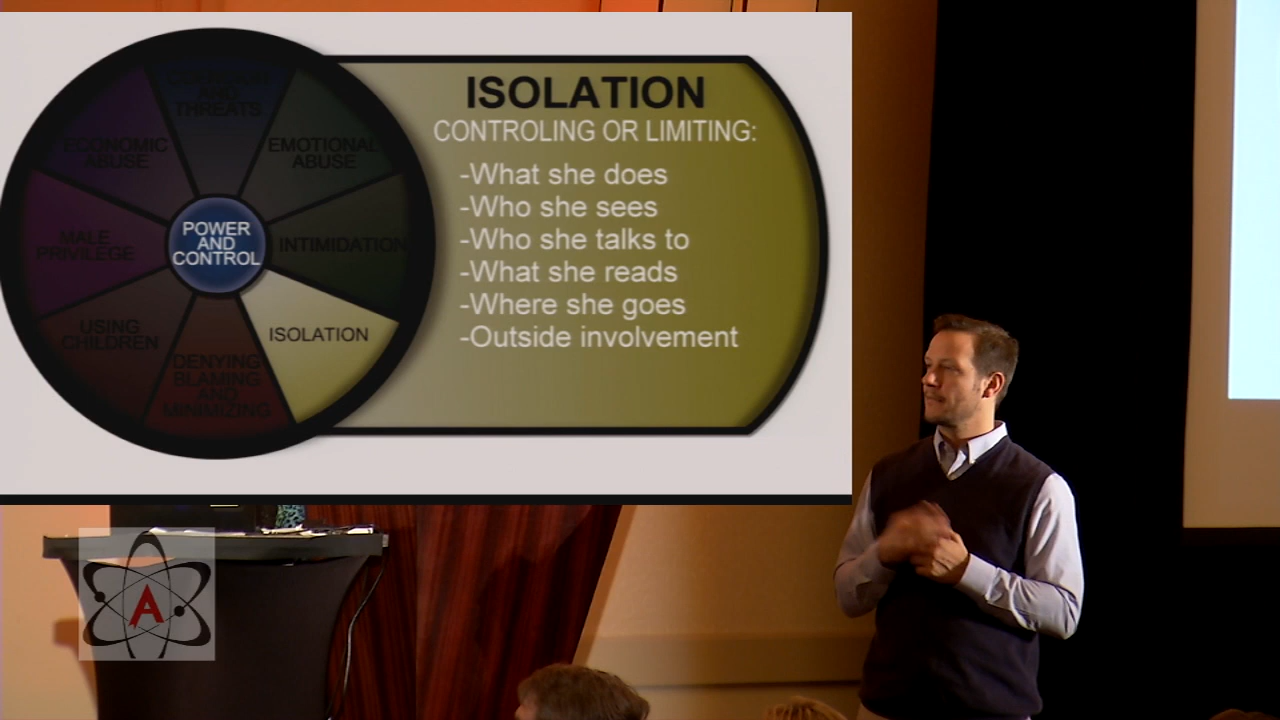 ISOLATION
CONTROLING OR LIMITING:
-What she does
-Who she sees
-Who she talks to
-What she reads
-Where she goes
-Outside involvement
AND
THREATS
ECONOMIC
ABUSE
EMOTIONAL
ABUSE
MALE
PRIVILEGE
POWER
AND
CONTROL
INTIMIDATION
USING
CHILDREN
ISOLATION
DENYING
BLAMING
AND
MINIMIZING
A